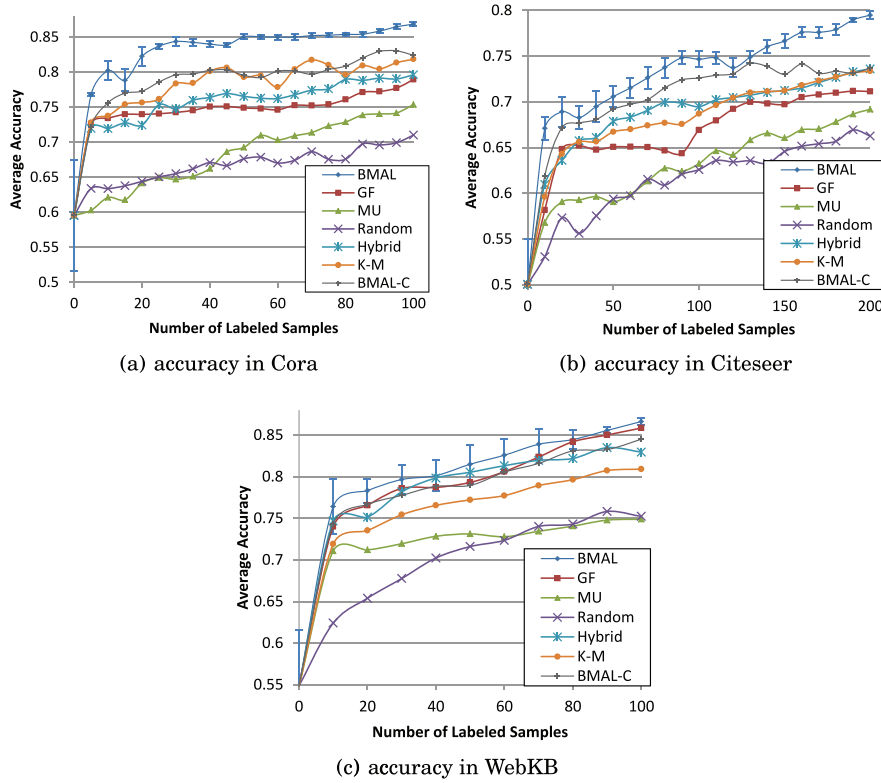 0.85
0.8
0.75
0.7
0.65
0.6
0.55
0.5
Average Accuracy
0 20 40 60 80 100
Number of Labeled Samples
BMAL
GF
MU
Random
Hybrid
K-M
BMAL-C
(a) accuracy in Cora
0.8
0.75
0.7
0.65
0.6
0.55
0.5
Average Accuracy
0 50 100 150 200
Number of Labeled Samples
BMAL
GF
MU
Random
Hybrid
K-M
BMAL-C
(b) accuracy in Citeseer
0.85
0.8
0.75
0.7
0.65
0.6
0.55
Average Accuracy
0 20 40 60 80 100
Number of Labeled Samples
BMAL
GF
MU
Random
Hybrid
K-M
BMAL-C
(c) accuracy in WebKB